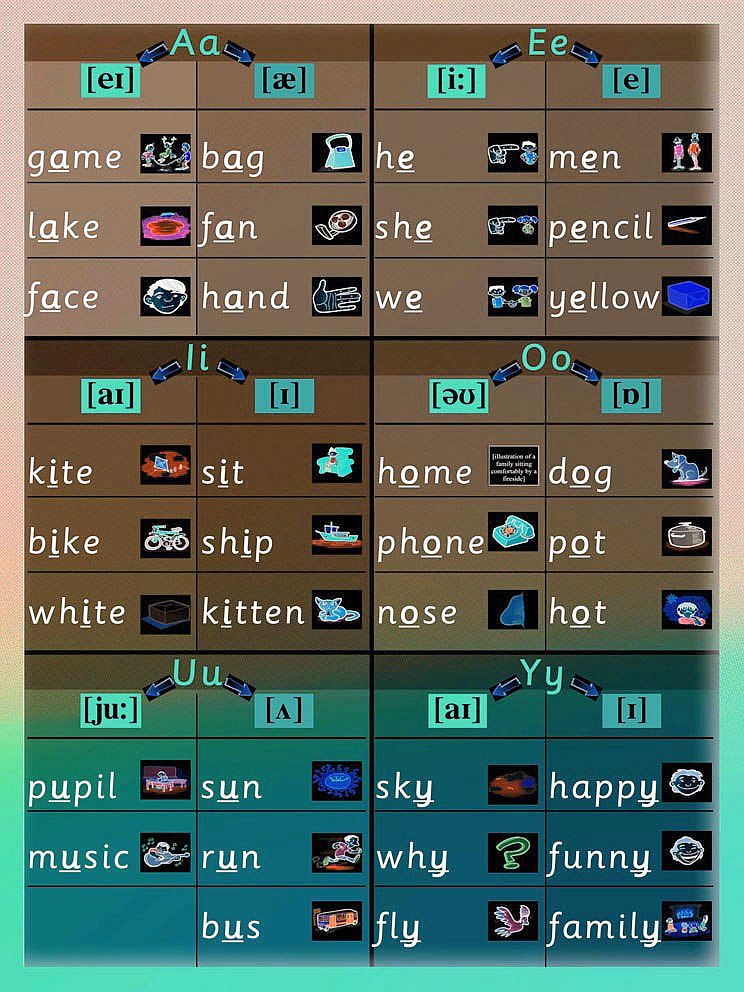 Aa
[eɪ] [æ]
game bag
lake fan
face hand
Ee
[i:] [e]
he men
she pencil
we yellow
Ii
[aɪ] [ɪ]
kite sit
bike ship
white kitten
Oo
[əʊ] [ɒ]
home dog
[illustration of a
family sitting
comfortably by a
fireside]
phone pot
nose hot
Uu
[ju:] [ʌ]
pupil sun
music run
bus
Yy
[aɪ] [ɪ]
sky happy
why funny
fly family